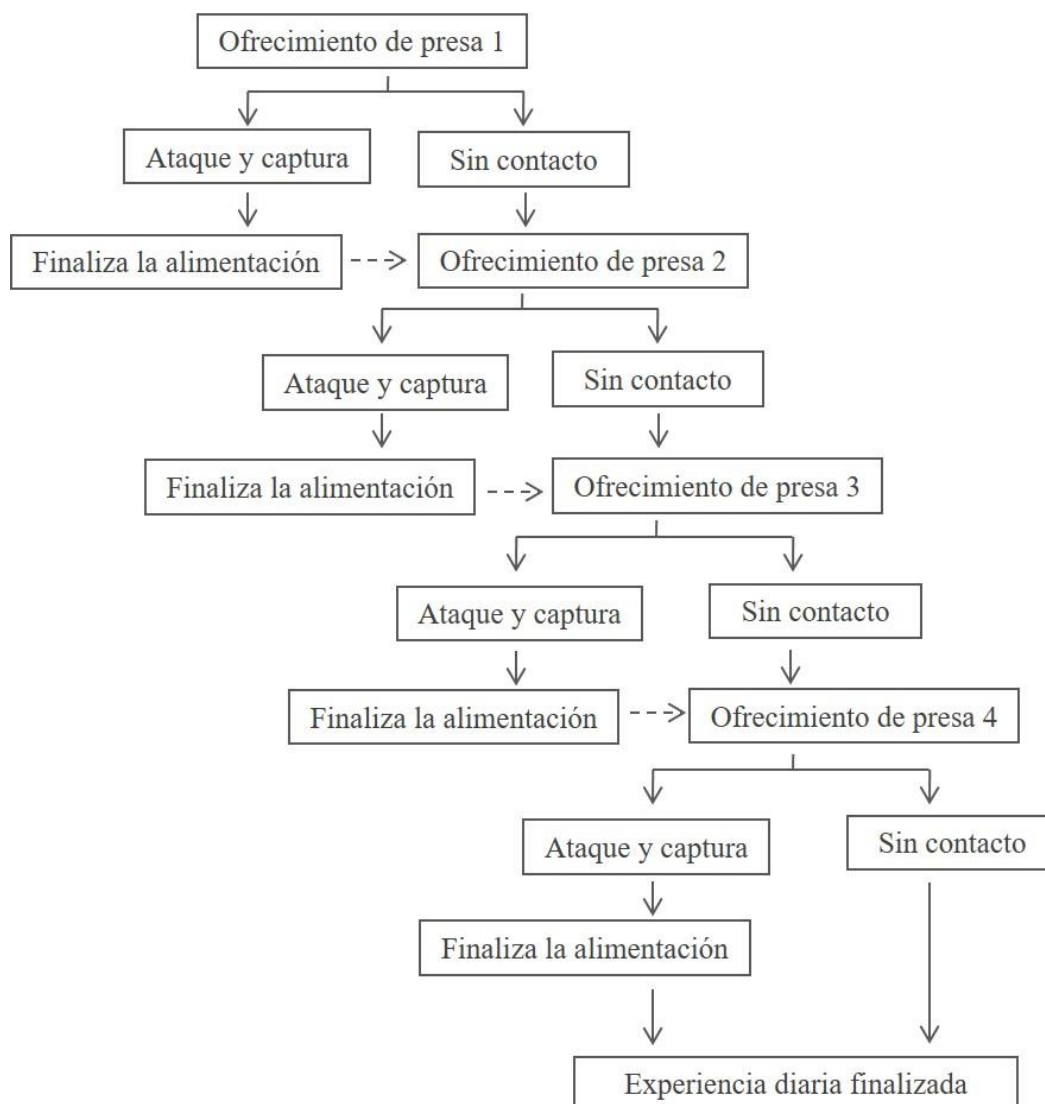 Ofrecimiento de presa 1
Ataque y captura
Sin contacto
Finaliza la alimentación
Ofrecimiento de presa 2
Ataque y captura
Sin contacto
Finaliza la alimentación
Ofrecimiento de presa 3
Ataque y captura
Sin contacto
Finaliza la alimentación
Ofrecimiento de presa 4
Ataque y captura
Sin contacto
Finaliza la alimentación
Experiencia diaria finalizada